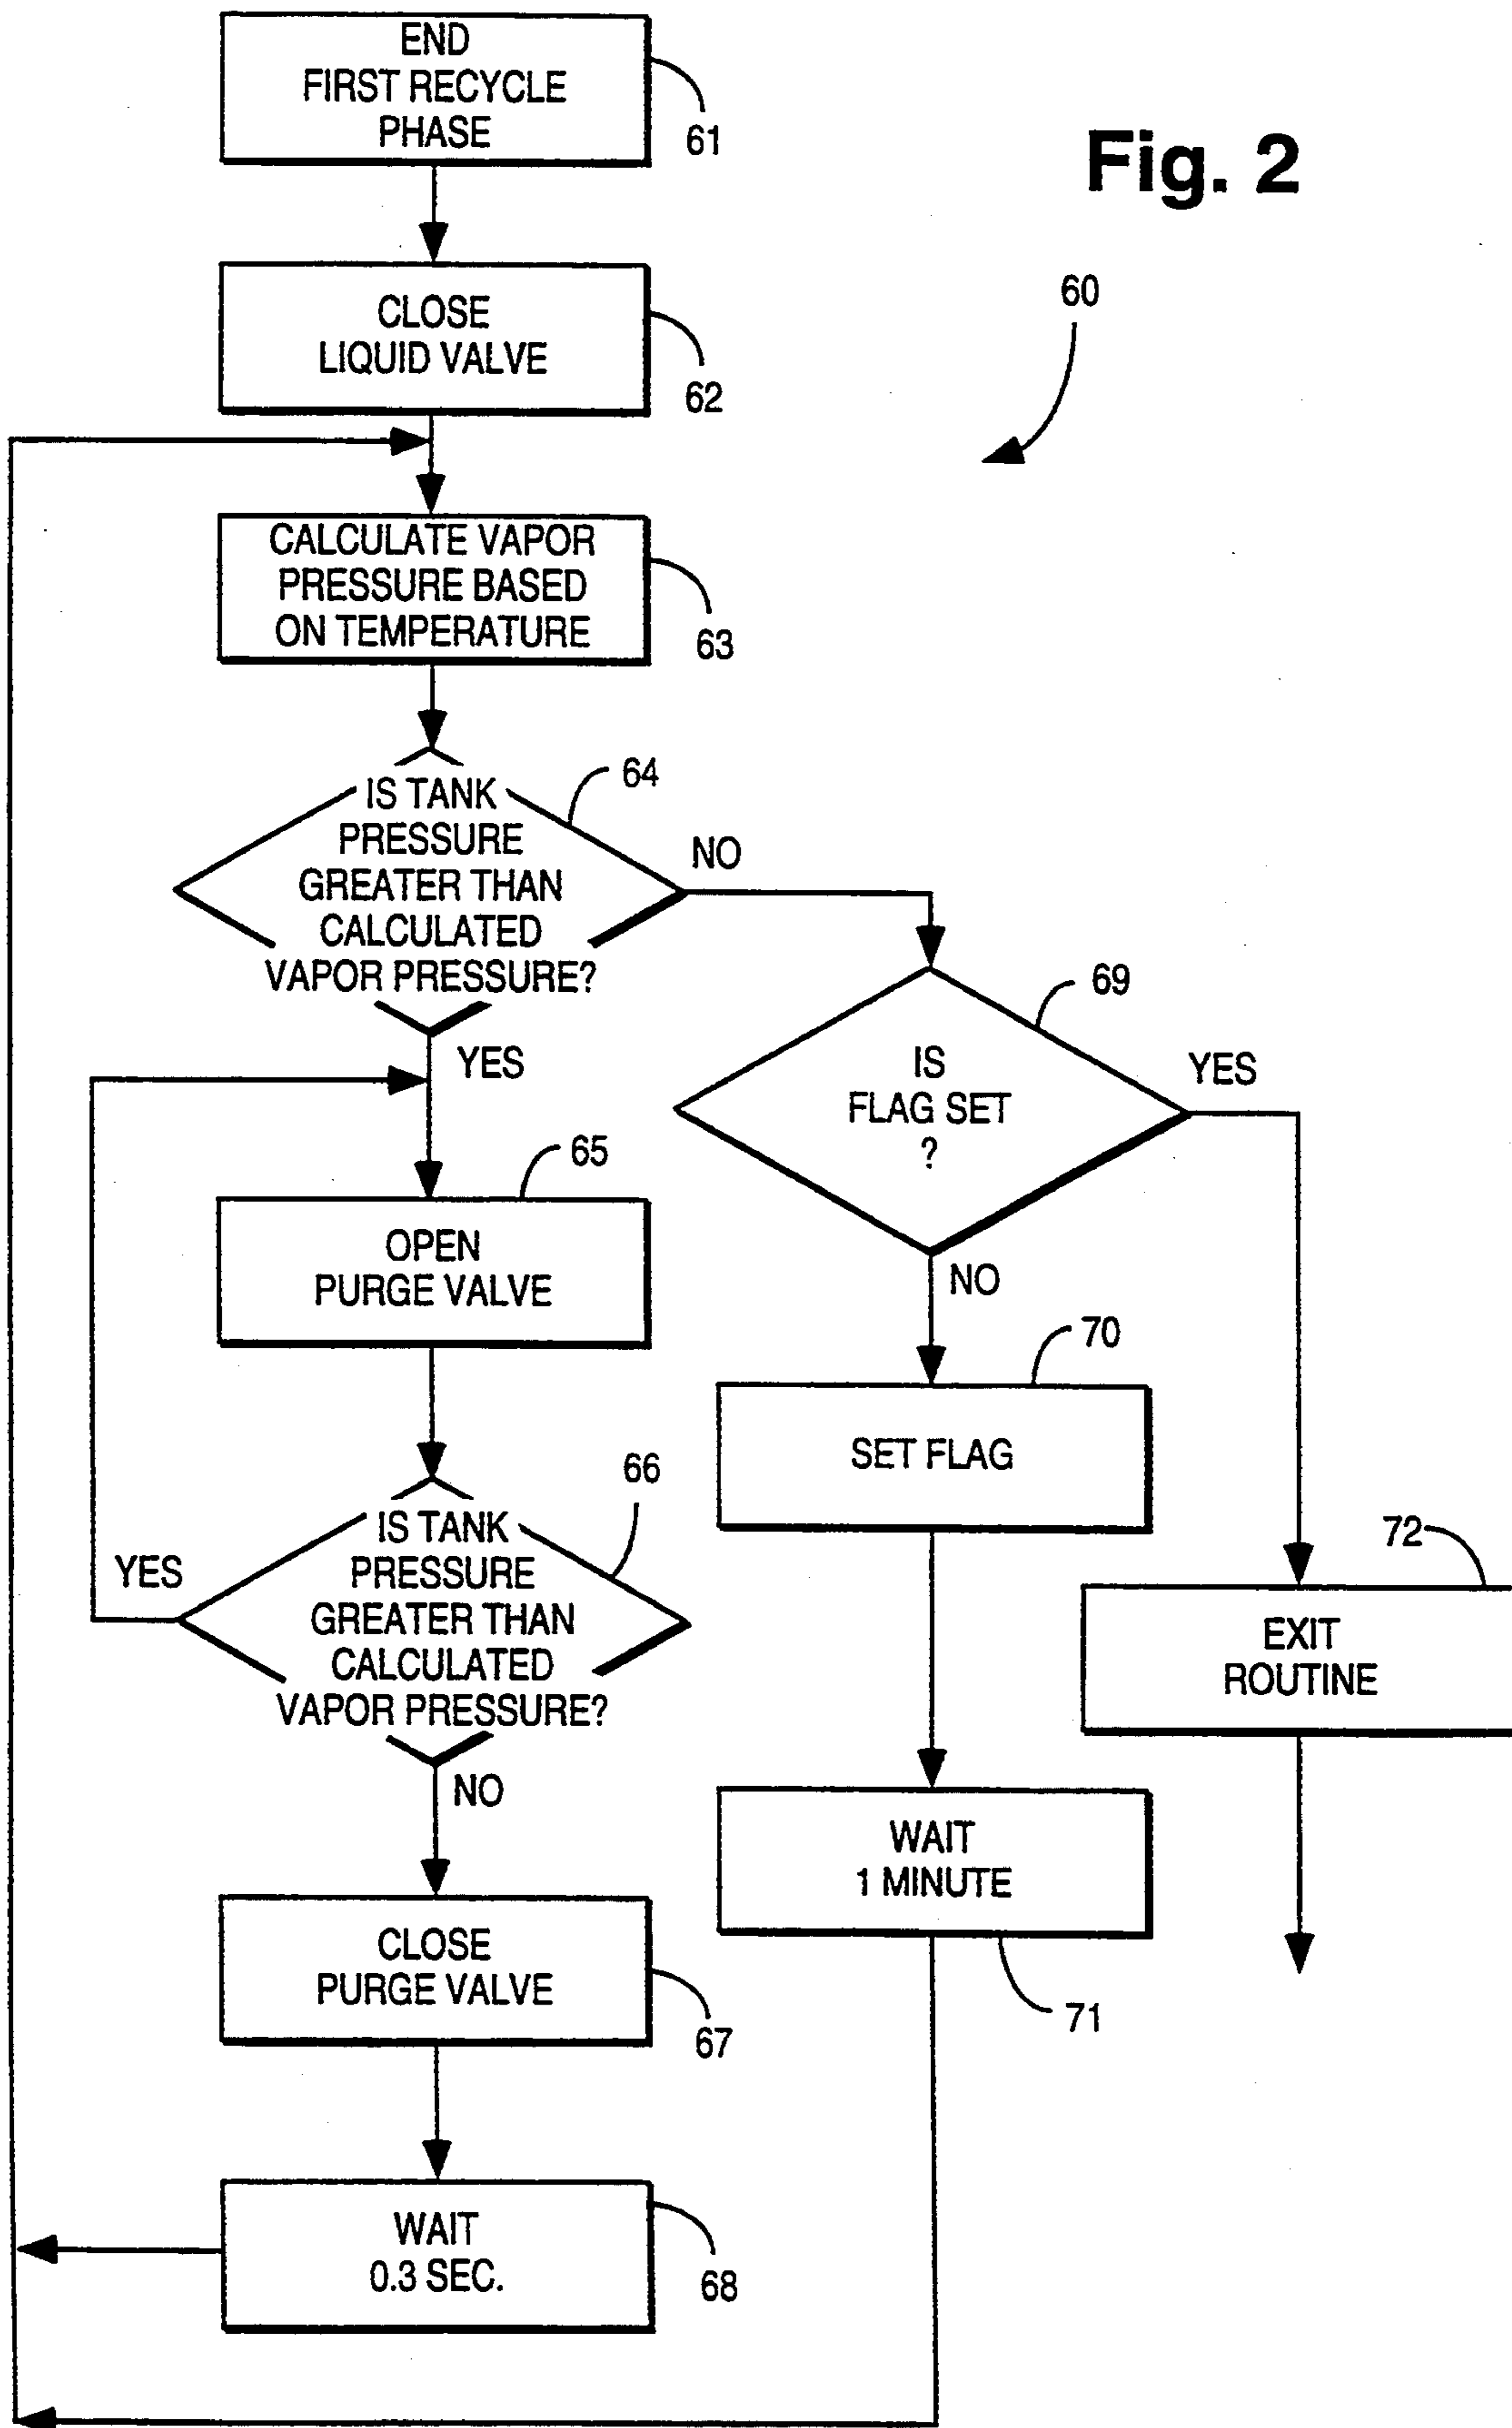 END
FIRST RECYCLE
PHASE
61
Fig. 2
CLOSE
LIQUID VALVE
62
60
CALCULATE VAPOR
PRESSURE BASED
ON TEMPERATURE
63
IS TANK
PRESSURE
GREATER THAN
CALCULATED
VAPOR PRESSURE?
64
NO
YES
IS
FLAG SET
?
69
YES
NO
65
OPEN
PURGE VALVE
70
SET FLAG
66
IS TANK
PRESSURE
GREATER THAN
CALCULATED
VAPOR PRESSURE?
YES
NO
72
EXIT
ROUTINE
WAIT
1 MINUTE
71
CLOSE
PURGE VALVE
67
WAIT
0.3 SEC.
68